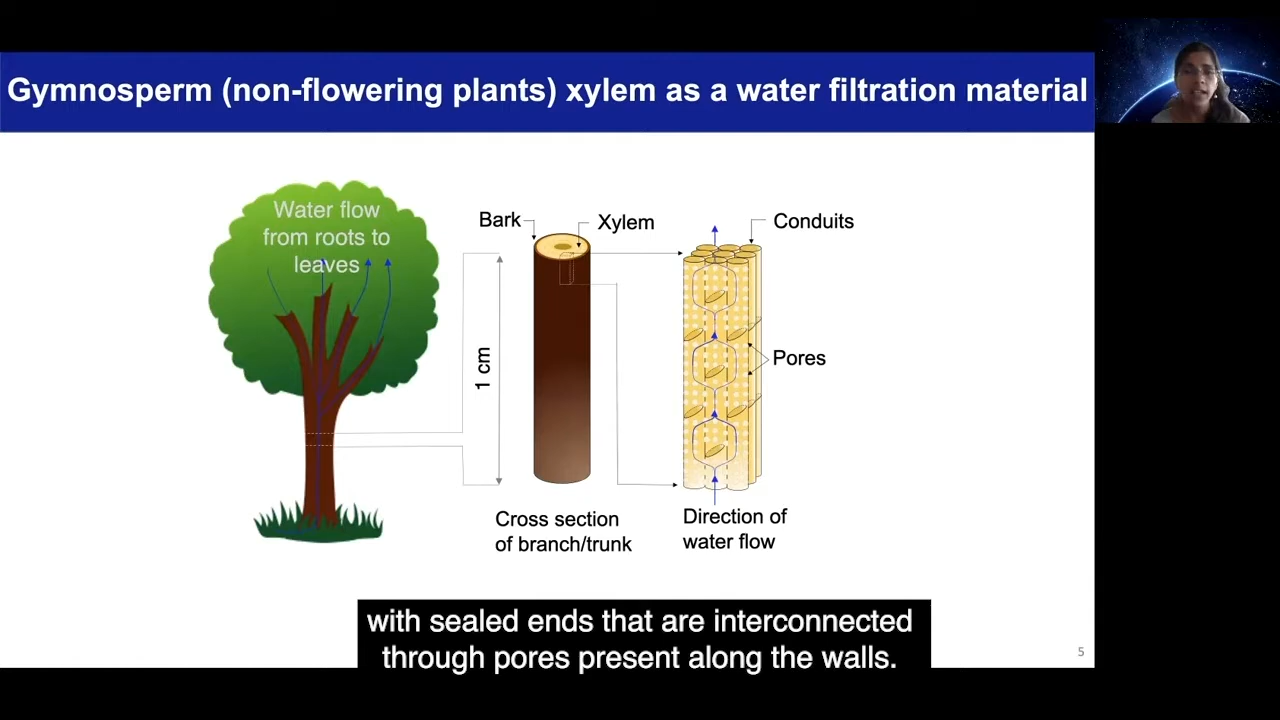 Gymnosperm (non-flowering plants) xylem as a water filtration material
Water flow
from roots to
leaves
Bark
Xylem
1 cm
Cross section
of branch/trunk
Conduits
Pores
Direction of
water flow
with sealed ends that are interconnected
through pores present along the walls.
5